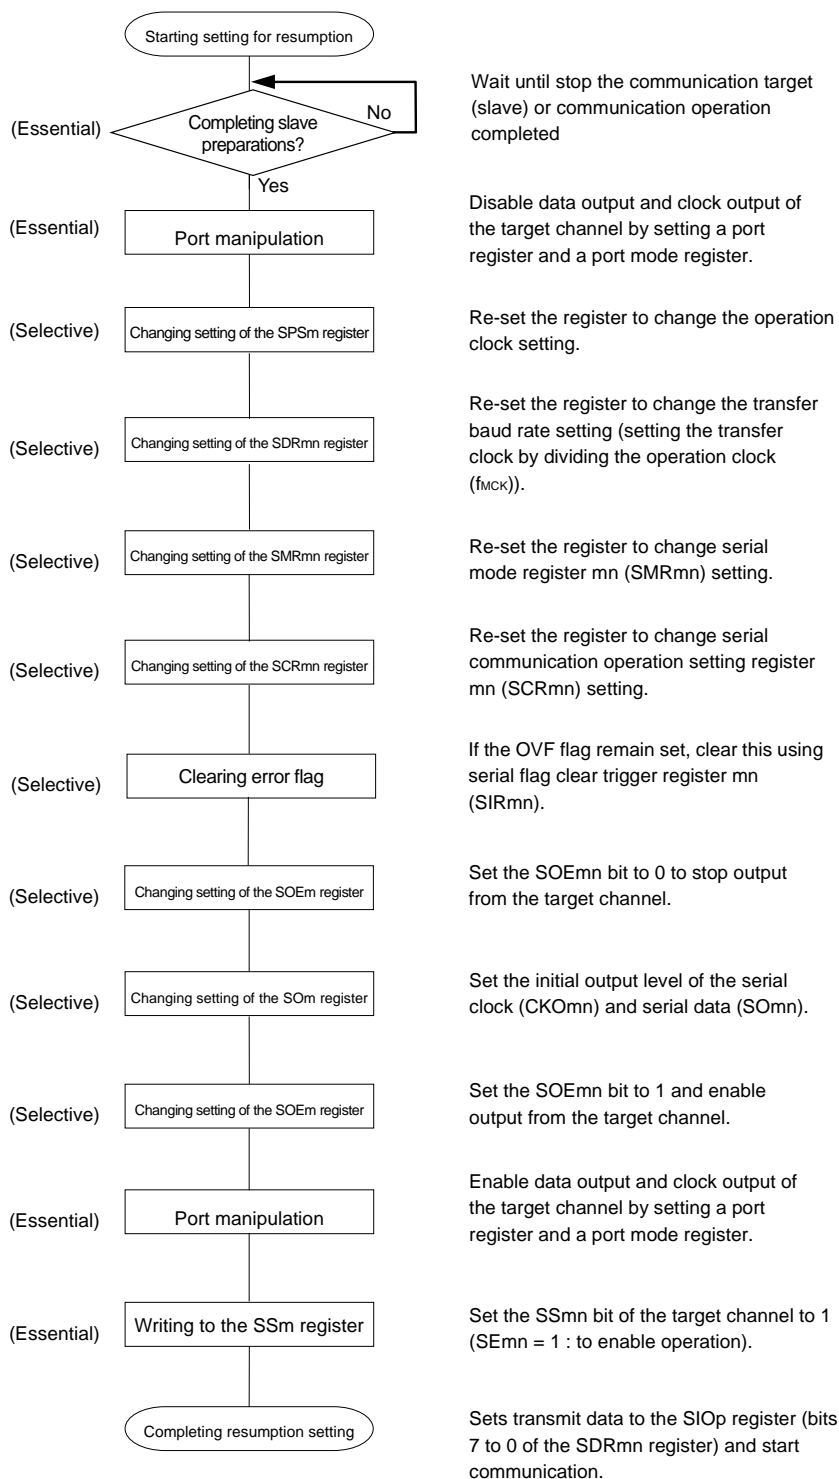 Starting setting for resumption
(Essential)
Completing slave
preparations?
No
Yes
Wait until stop the communication target
(slave) or communication operation
completed
(Essential)
Port manipulation
Disable data output and clock output of
the target channel by setting a port
register and a port mode register.
(Selective)
Changing setting of the SPSm register
Re-set the register to change the operation
clock setting.
(Selective)
Changing setting of the SDRmn register
Re-set the register to change the transfer
baud rate setting (setting the transfer
clock by dividing the operation clock
(fMCK)).
(Selective)
Changing setting of the SMRmn register
Re-set the register to change serial
mode register mn (SMRmn) setting.
(Selective)
Changing setting of the SCRmn register
Re-set the register to change serial
communication operation setting register
mn (SCRmn) setting.
(Selective)
Clearing error flag
If the OVF flag remain set, clear this using
serial flag clear trigger register mn
(SIRmn).
(Selective)
Changing setting of the SOEm register
Set the SOEmn bit to 0 to stop output
from the target channel.
(Selective)
Changing setting of the SOm register
Set the initial output level of the serial
clock (CKOmn) and serial data (SOmn).
(Selective)
Changing setting of the SOEm register
Set the SOEmn bit to 1 and enable
output from the target channel.
(Essential)
Port manipulation
Enable data output and clock output of
the target channel by setting a port
register and a port mode register.
(Essential)
Writing to the SSm register
Set the SSmn bit of the target channel to 1
(SEmn = 1 : to enable operation).
Completing resumption setting
Sets transmit data to the SIOp register (bits
7 to 0 of the SDRmn register) and start
communication.